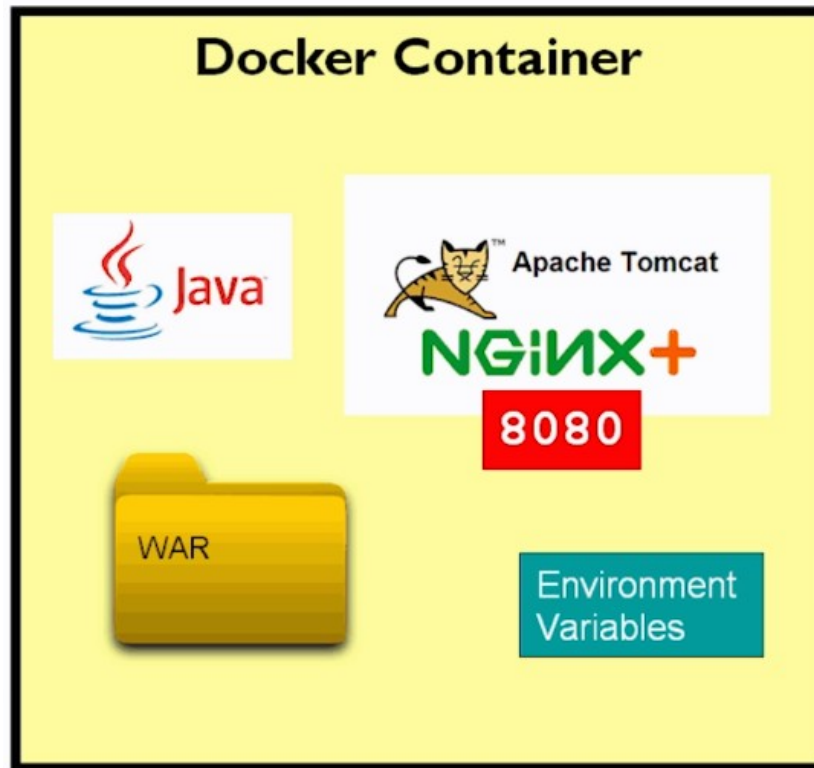 Docker Container
Java
Apache Tomcat
™
NGiNX+
8080
WAR
Environment
Variables